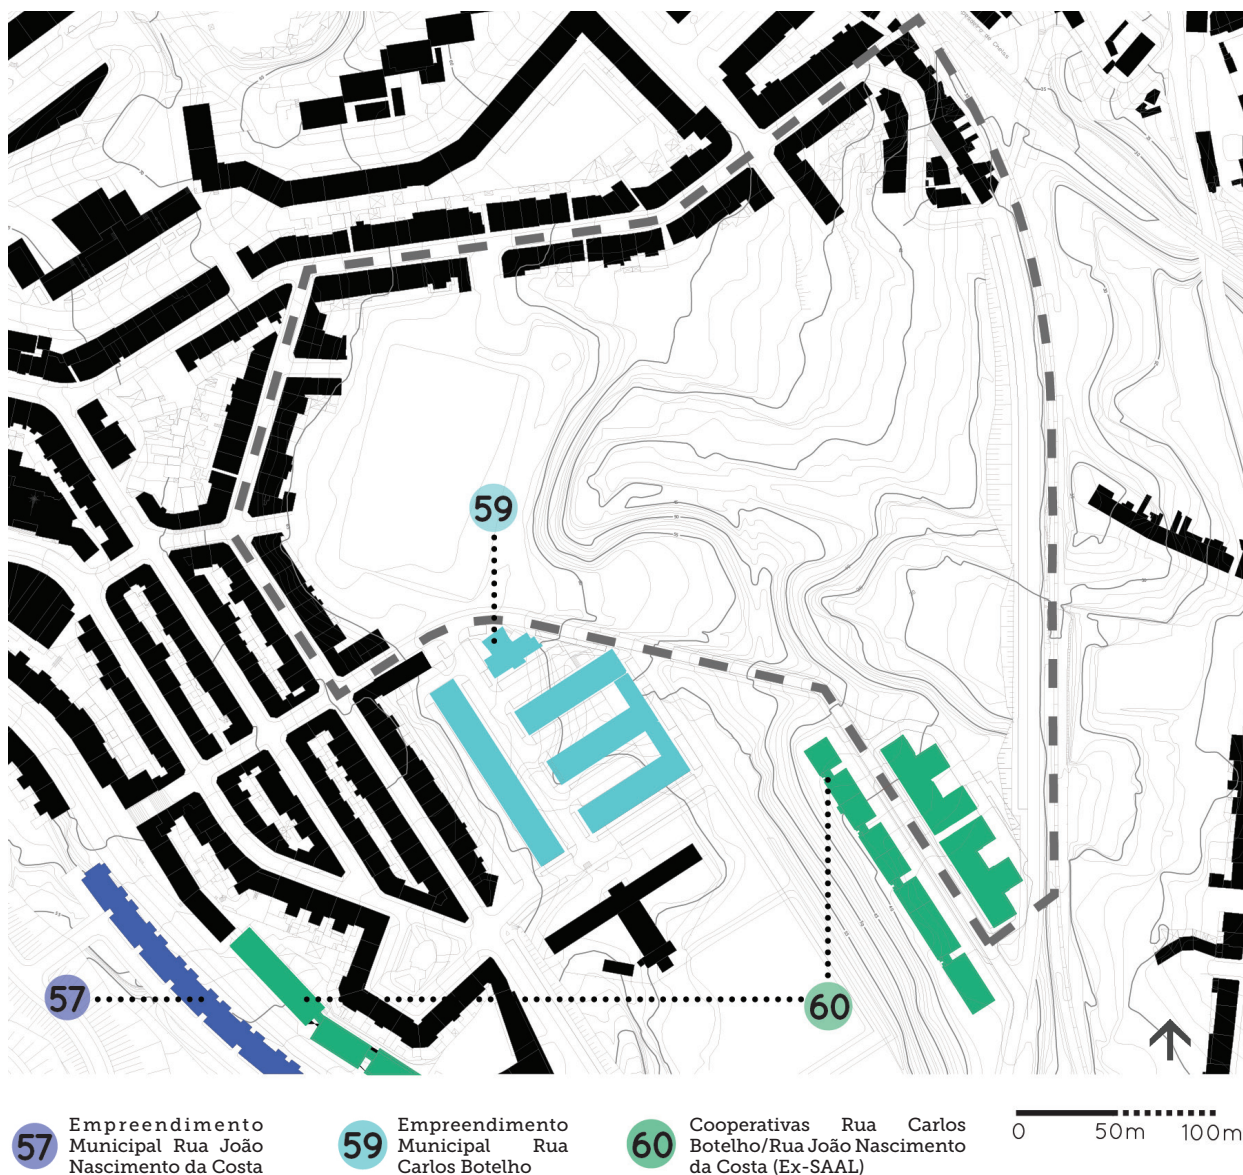 59
57
60
57
Empreendimento
Municipal Rua João
Nascimento da Costa
59
Empreendimento
Municipal Rua
Carlos Botelho
60
Cooperativas Rua Carlos
Botelho/Rua João Nascimento
da Costa (Ex-SAAL)
0 50m 100m